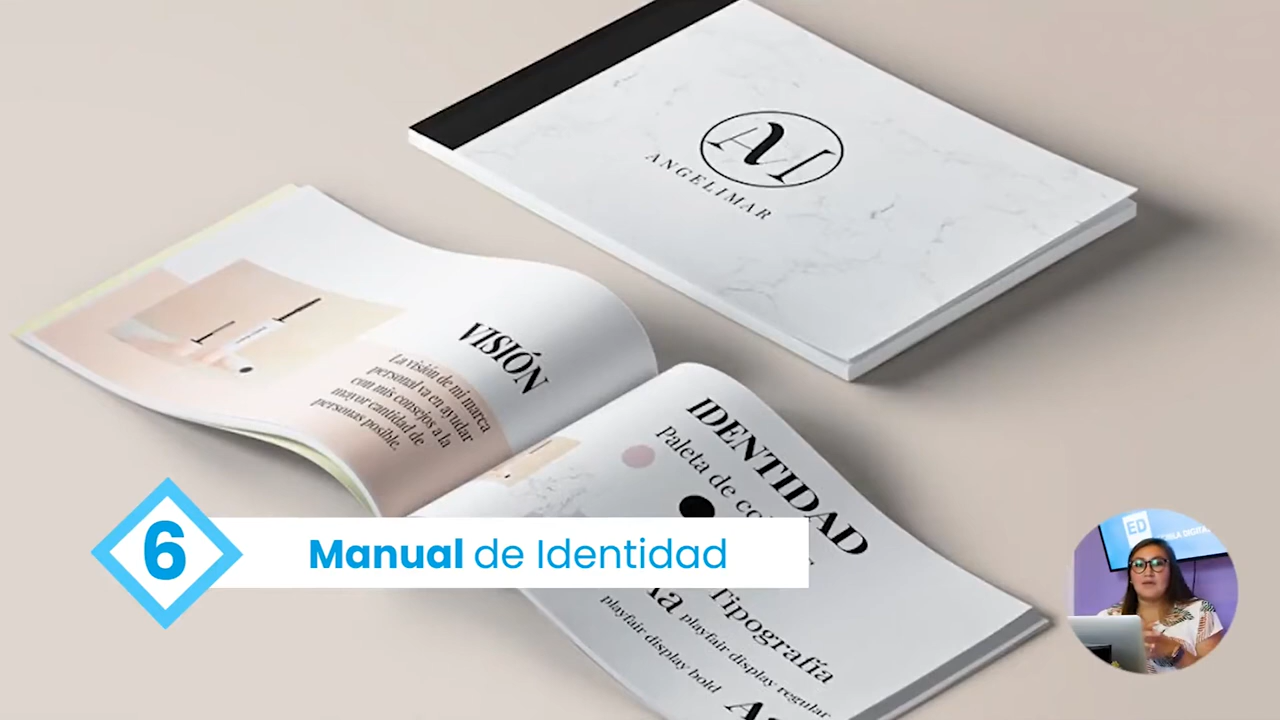 AI
ANGELIMAR
VISIÓN
La visión de mi marca
personal va en ayudar
con mis consejos a la
mayor cantidad de
personas posible.
IDENTIDAD
Paleta de
Tipografía
playfair display regular
playfair display bold
6
Manual de Identidad
ED